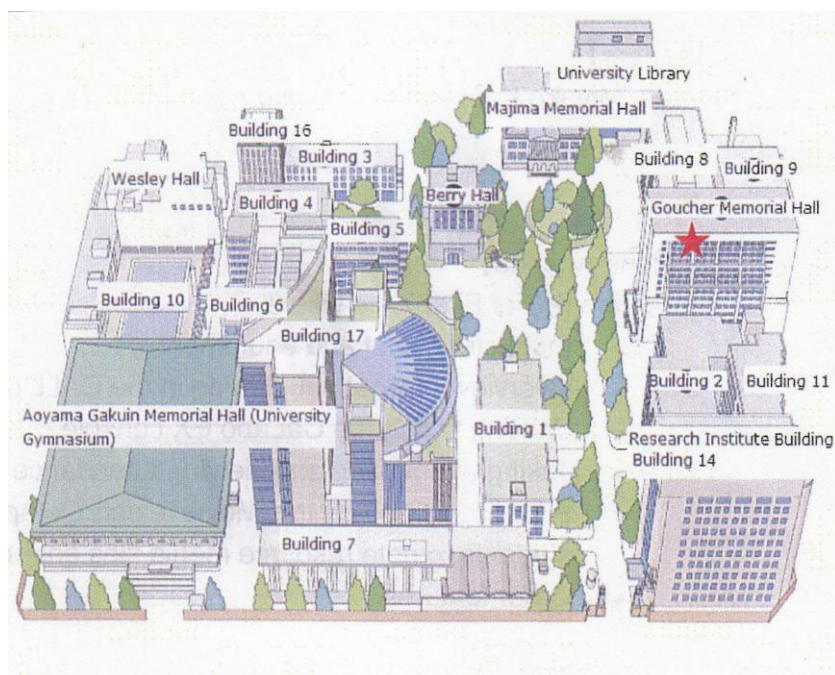 University Library
Majima Memorial Hall
Building 16
Building 3
Building 8
Building 9
Wesley Hall
Building 4
Berry Hall
Goucher Memorial Hall
Building 5
Building 10
Building 6
Building 17
Building 2
Building 11
Aoyama Gakuin Memorial Hall (University
Gymnasium)
Building 1
Research Institute Building
Building 14
Building 7